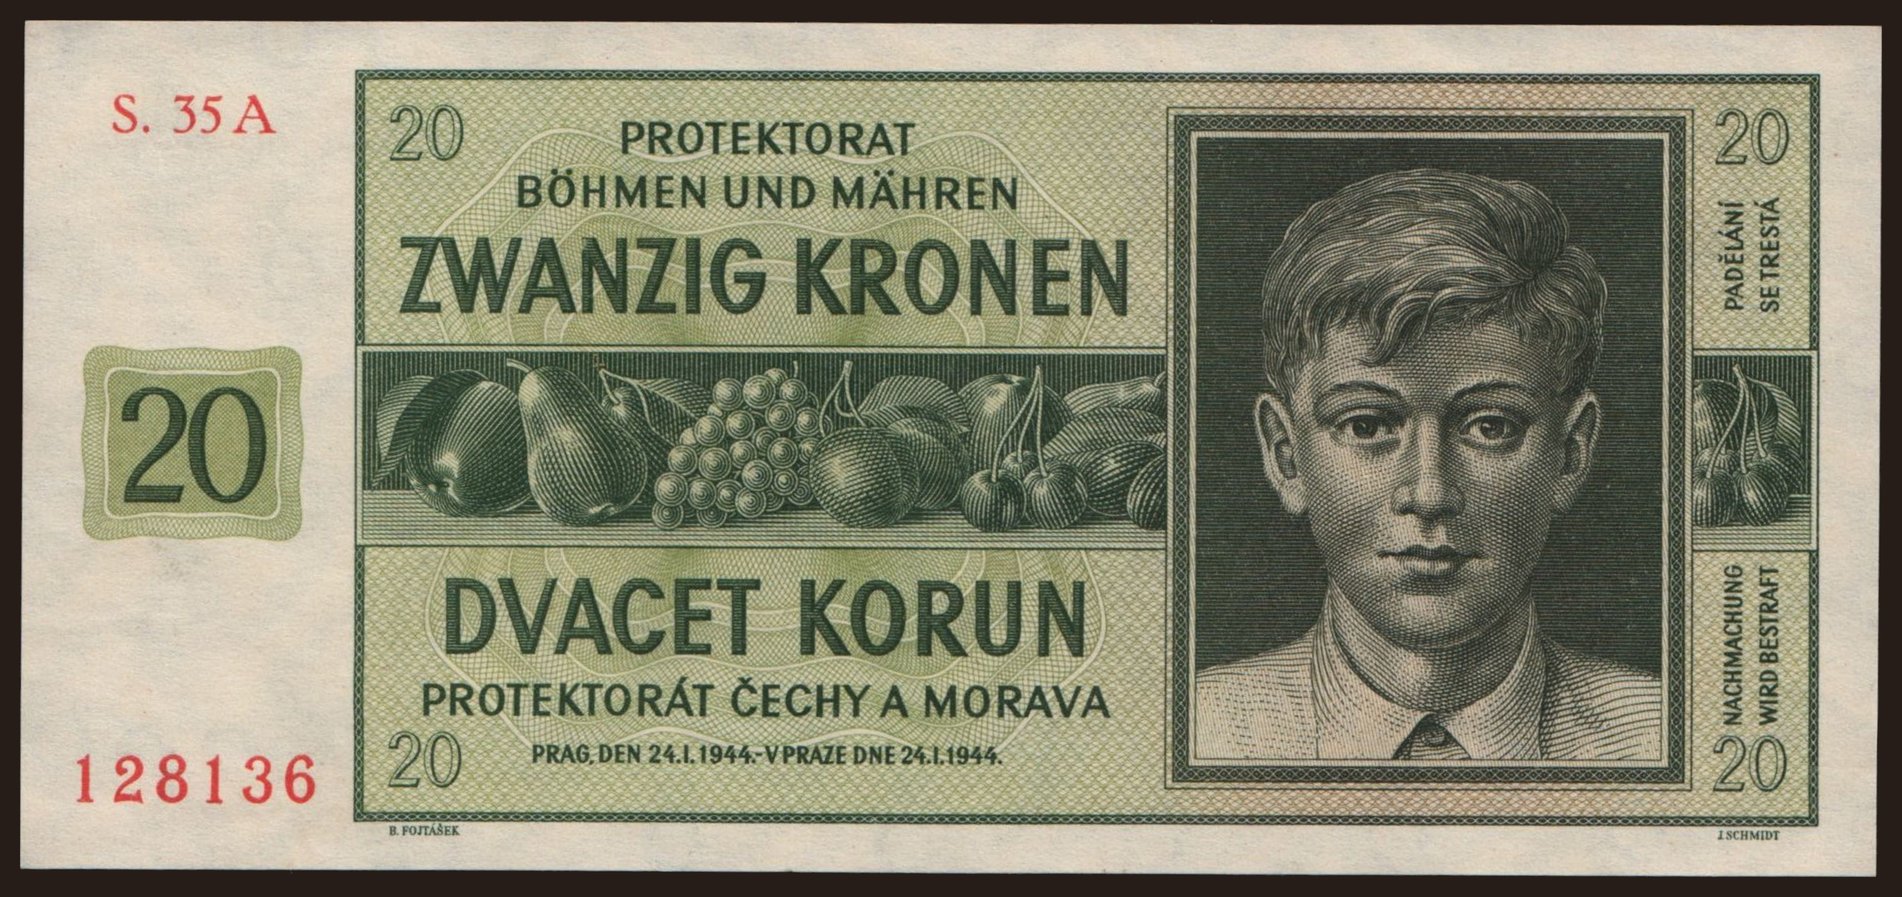 S. 35 A
20
PROTEKTORAT
BÖHMEN UND MÄHREN
ZWANZIG KRONEN
20
DVACET KORUN
PROTEKTORÁT ČECHY A MORAVA
20
PRAG, DEN 24.I.1944.-V PRAZE DNE 24.I.1944.
128136
B. FOJTÁŠEK
20
PADĚLÁNÍ
SE TRESTÁ
NACHMACHUNG
WIRD BESTRAFT
20
J. SCHMIDT